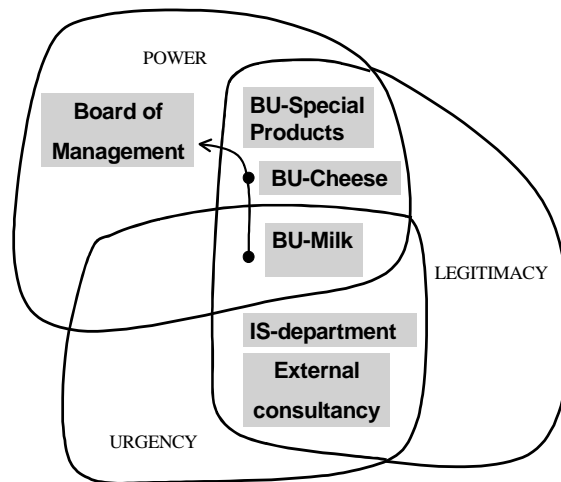 POWER
Board of
Management
BU-Special
Products
BU-Cheese
BU-Milk
LEGITIMACY
IS-department
External
consultancy
URGENCY